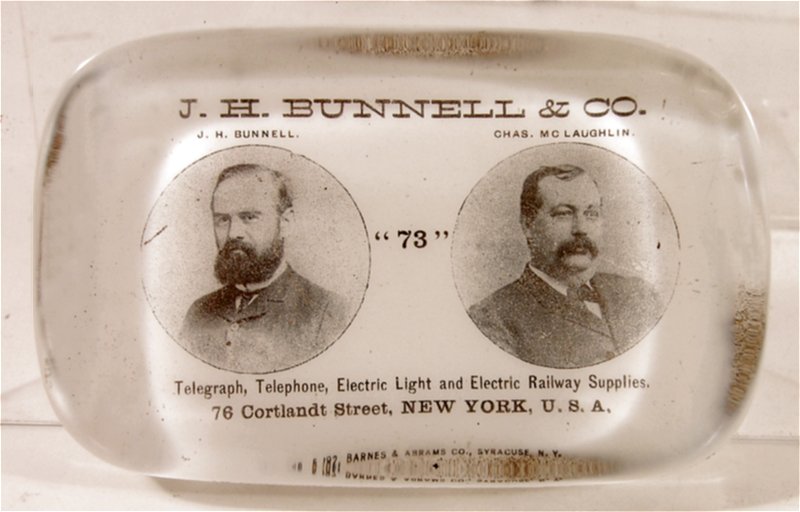 J. H. BUNNELL & CO.
J. H. BUNNELL. CHAS. MC LAUGHLIN.
"73"
Telegraph, Telephone, Electric Light and Electric Railway Supplies.
76 Cortlandt Street, NEW YORK, U. S. A.
BARNES & ABRAMS CO., SYRACUSE, N. Y.